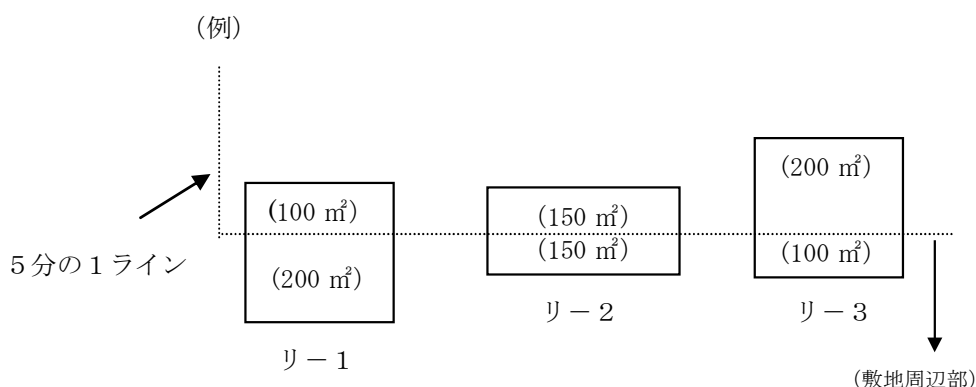 (例)
(200 ㎡)
(100 ㎡)
(150 ㎡)
(150 ㎡)
(100 ㎡)
5分の1ライン
(200 ㎡)
リ－1
リ－2
リ－3
(敷地周辺部)